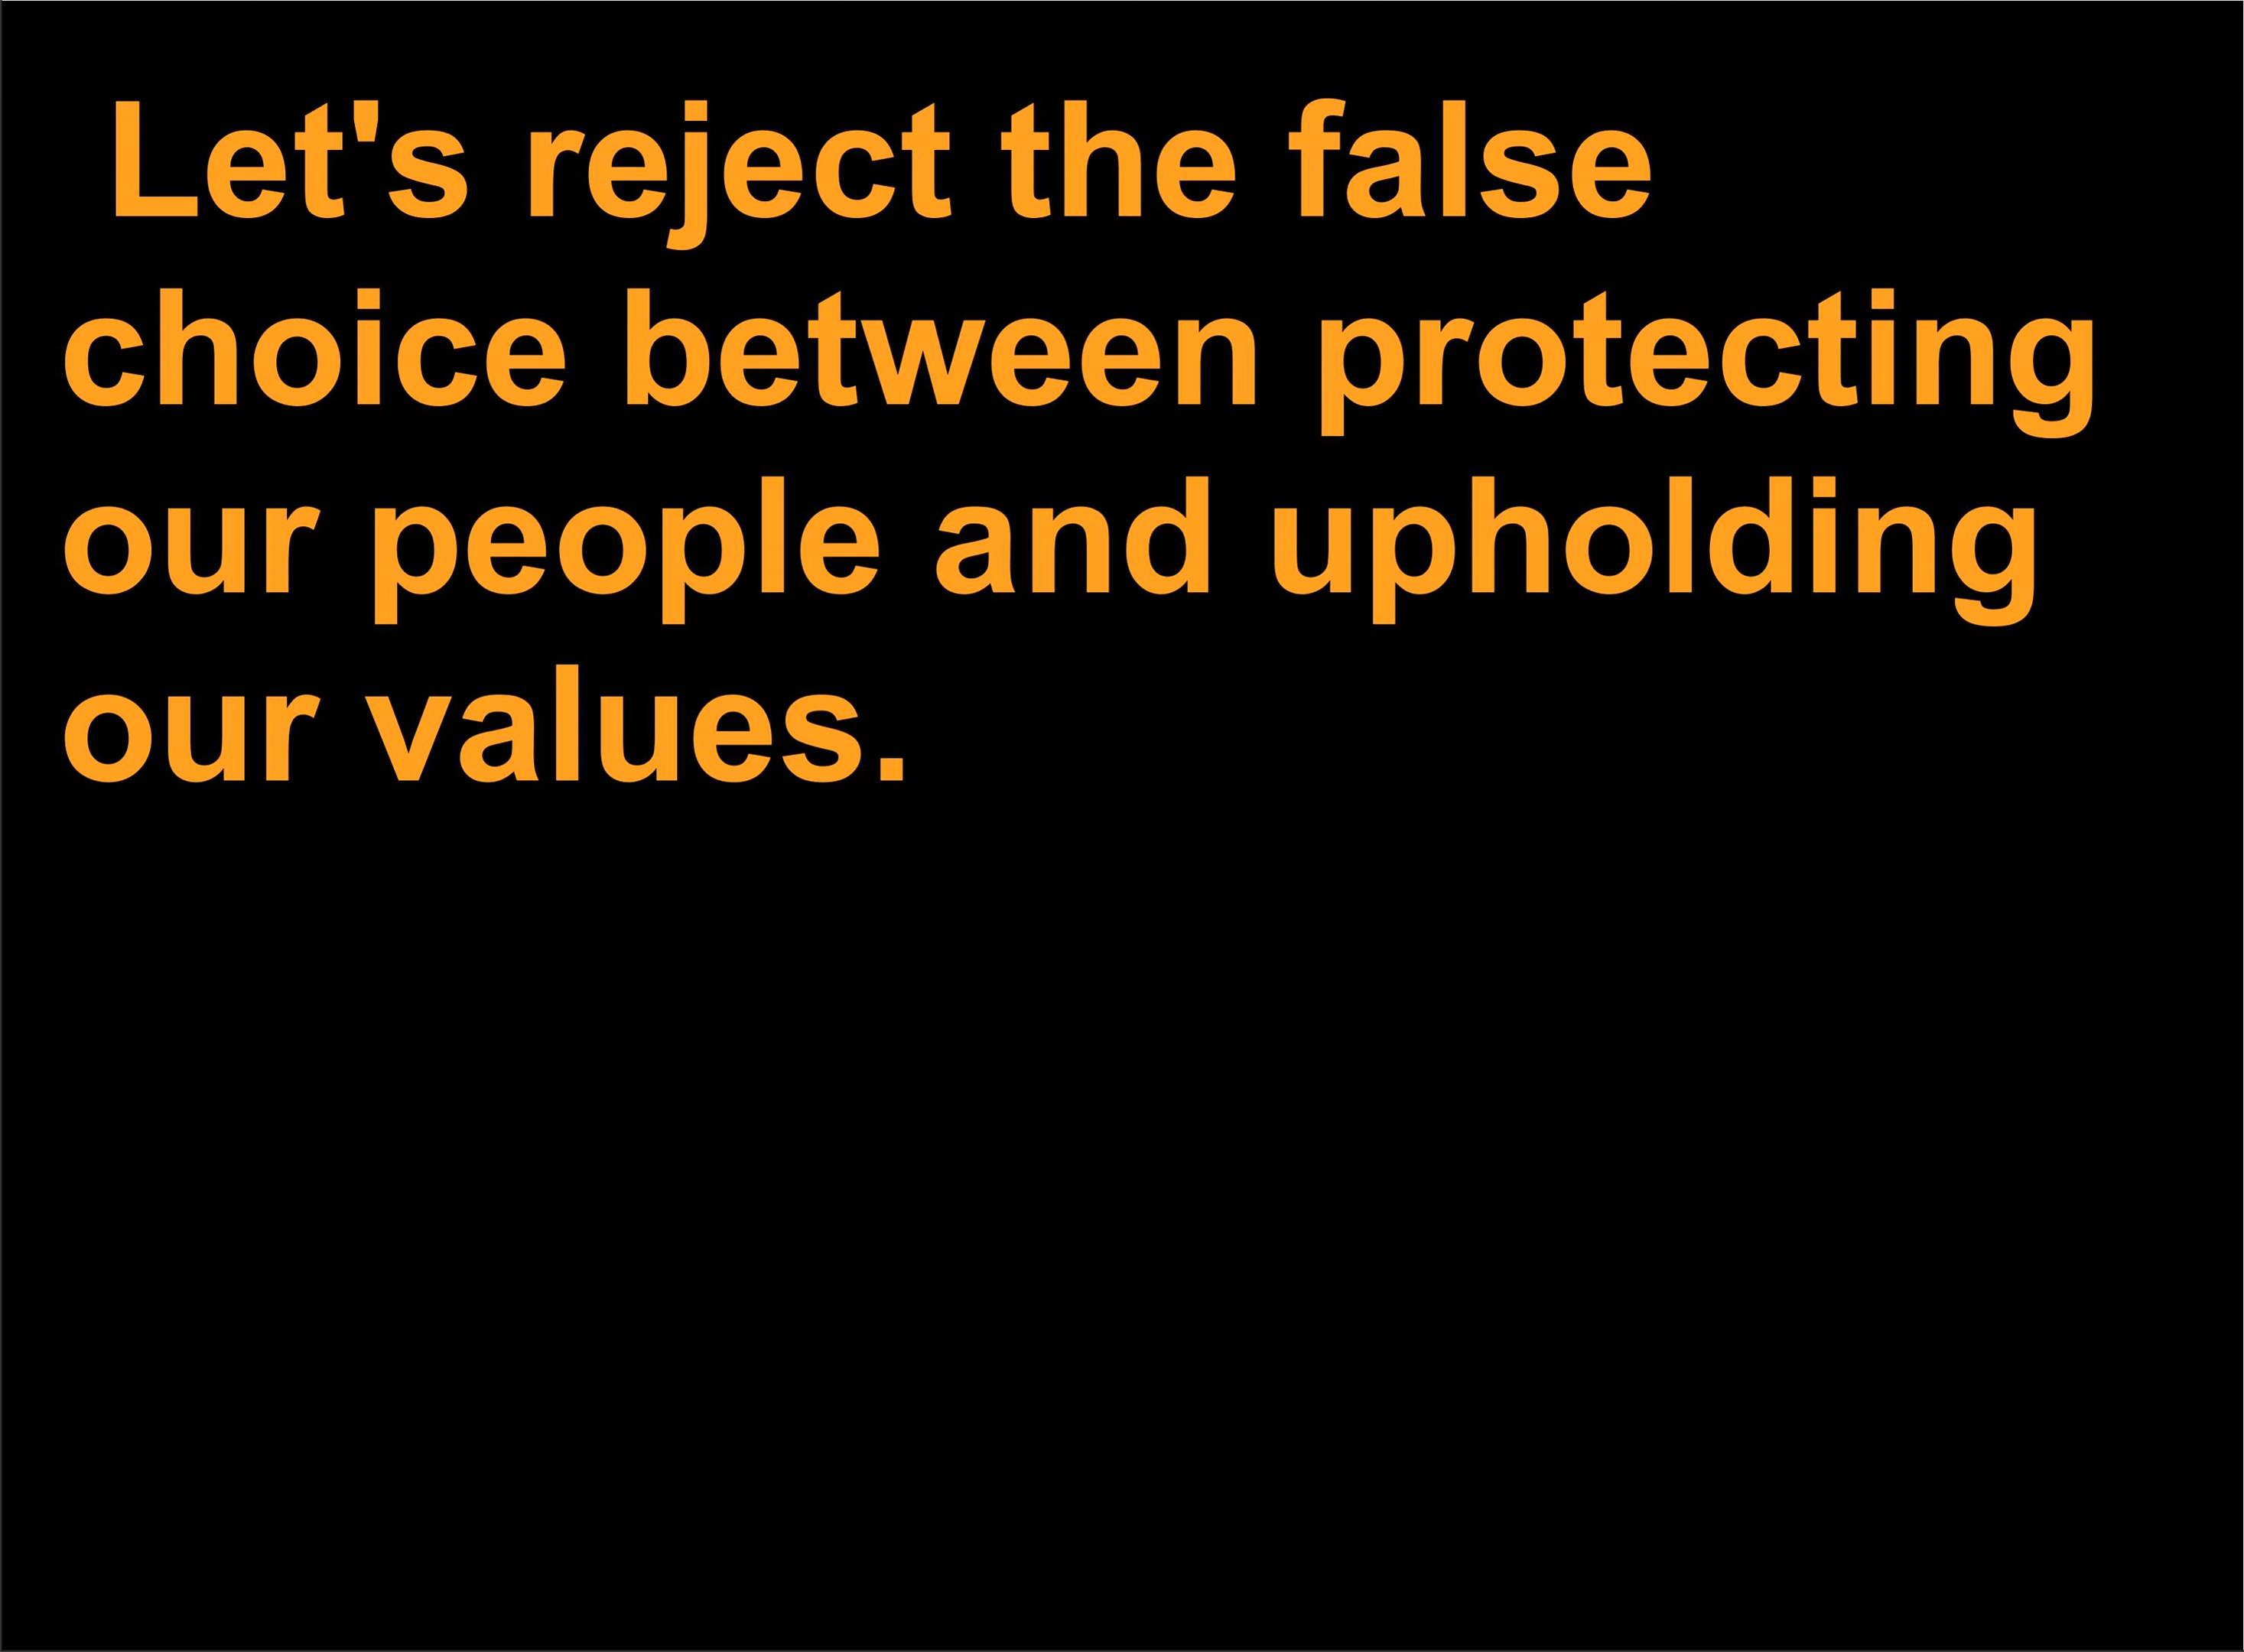 Let's reject the false
choice between protecting
our people and upholding
our values.